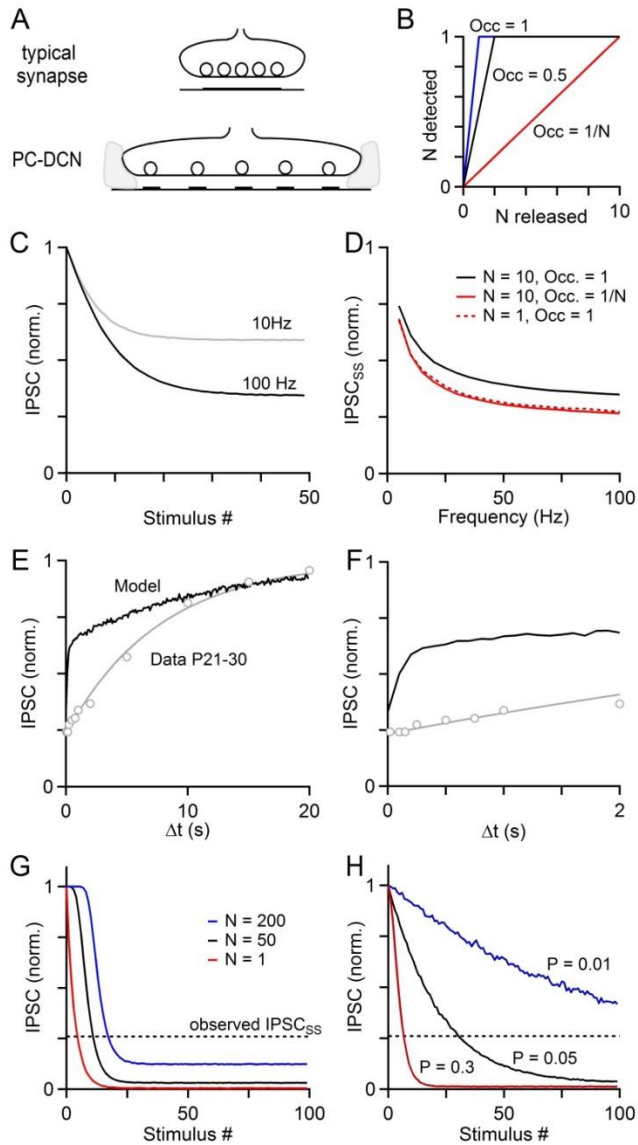 A
typical
synapse
PC-DCN
B
Occ = 1
1
Occ = 0.5
N detected
Occ = 1/N
0
0
10
N released
C
1
IPSC (norm.)
10Hz
100 Hz
0
0
50
Stimulus #
D
1
N = 10, Occ. = 1
N = 10, Occ. = 1/N
N = 1, Occ = 1
IPSCSS
0
0
50
100
Frequency (Hz)
E
1
Model
IPSC (norm.)
Data P21-30
0
0
10
20
Δt (s)
F
1
IPSC (norm.)
0
0
2
Δt (s)
G
1
N = 200
N = 50
N = 1
IPSC (norm.)
observed IPSCSS
0
0
100
Stimulus #
H
1
IPSC (norm.)
P = 0.01
P = 0.05
P = 0.3
0
0
100
Stimulus #